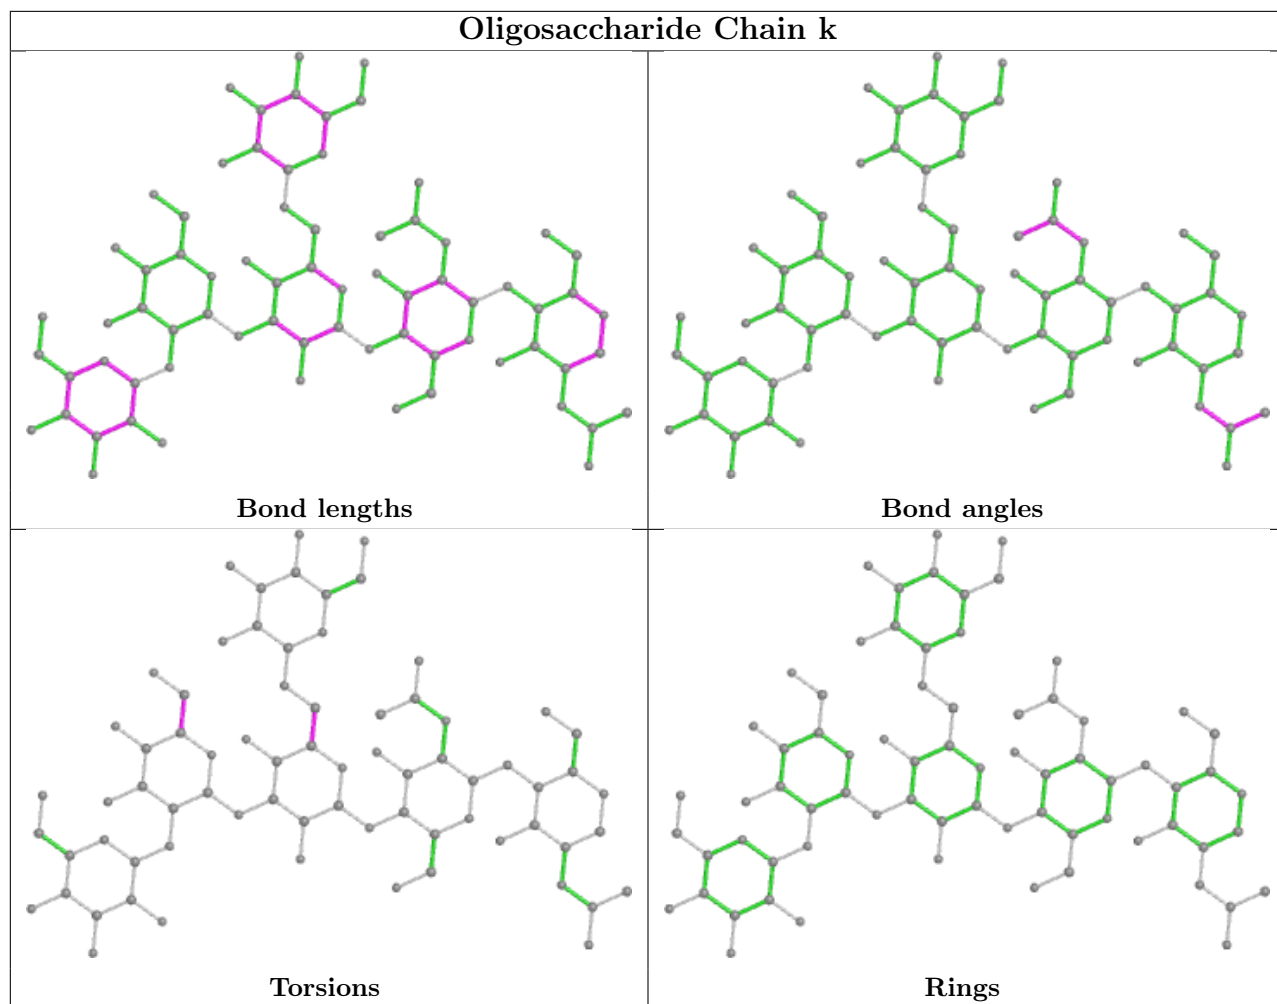 Oligosaccharide Chain k
Bond lengths
Bond angles
Torsions
Rings